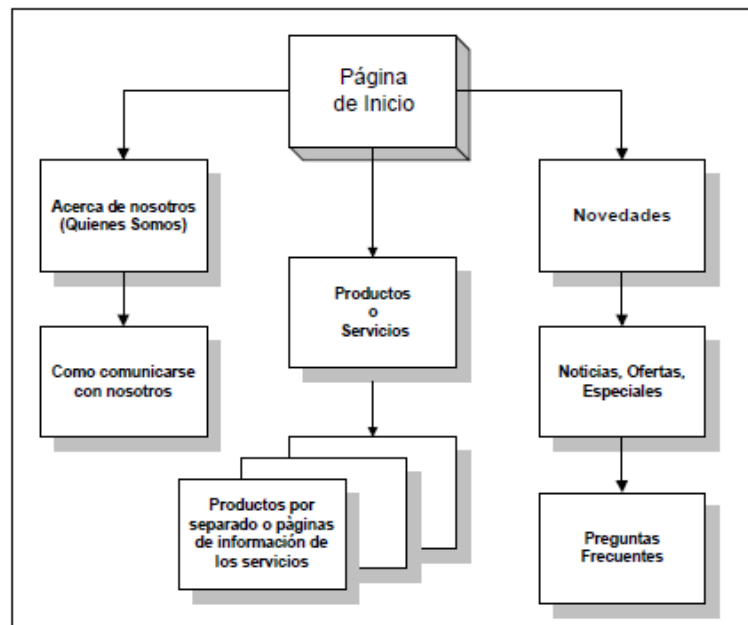 Página
de Inicio
Acerca de nosotros
(Quienes Somos)
Novedades
Productos
o
Servicios
Como comunicarse
con nosotros
Noticias, Ofertas,
Especiales
Productos por
separado o pàginas
de información de
los servicios
Preguntas
Frecuentes